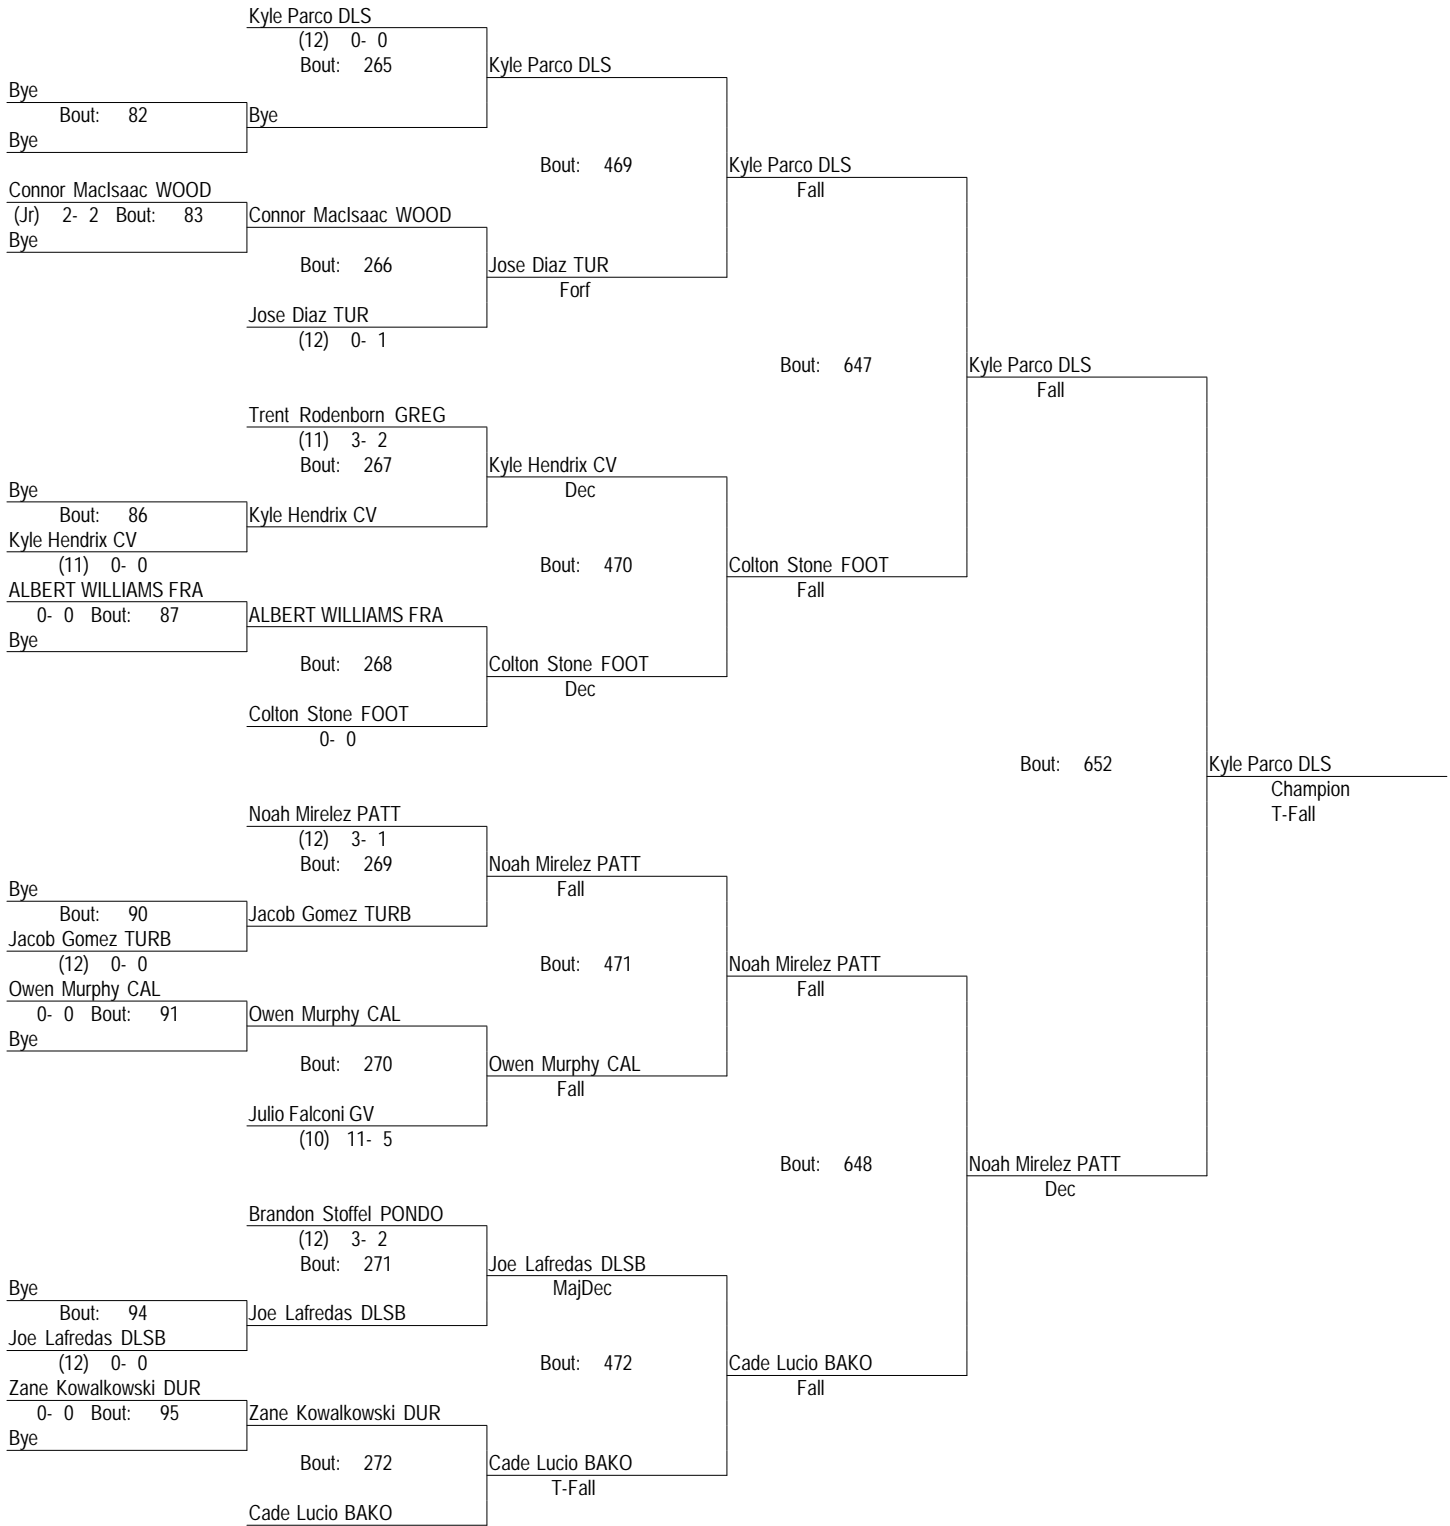 Kyle Parco DLS
(12) 0- 0
Bout: 265
Kyle Parco DLS
Bye
Bout: 82
Bye
Bye
Bout: 469
Kyle Parco DLS
Fall
Connor MacIsaac WOOD
(Jr) 2- 2 Bout: 83
Connor MacIsaac WOOD
Bye
Bout: 266
Jose Diaz TUR
Forf
Jose Diaz TUR
(12) 0- 1
Bout: 647
Kyle Parco DLS
Fall
Trent Rodenborn GREG
(11) 3- 2
Bout: 267
Kyle Hendrix CV
Dec
Bye
Bout: 86
Kyle Hendrix CV
Kyle Hendrix CV
(11) 0- 0
Bout: 470
Colton Stone FOOT
Fall
ALBERT WILLIAMS FRA
0- 0 Bout: 87
ALBERT WILLIAMS FRA
Bye
Bout: 268
Colton Stone FOOT
Dec
Colton Stone FOOT
0- 0
Bout: 652
Kyle Parco DLS
Champion
T-Fall
Noah Mirelez PATT
(12) 3- 1
Bout: 269
Noah Mirelez PATT
Fall
Bye
Bout: 90
Jacob Gomez TURB
Jacob Gomez TURB
(12) 0- 0
Bout: 471
Noah Mirelez PATT
Fall
Owen Murphy CAL
0- 0 Bout: 91
Owen Murphy CAL
Bye
Bout: 270
Owen Murphy CAL
Fall
Julio Falconi GV
(10) 11- 5
Bout: 648
Noah Mirelez PATT
Dec
Brandon Stoffel PONDO
(12) 3- 2
Bout: 271
Joe Lafredas DLSB
MajDec
Bye
Bout: 94
Joe Lafredas DLSB
Joe Lafredas DLSB
(12) 0- 0
Bout: 472
Cade Lucio BAKO
Fall
Zane Kowalkowski DUR
0- 0 Bout: 95
Zane Kowalkowski DUR
Bye
Bout: 272
Cade Lucio BAKO
T-Fall
Cade Lucio BAKO